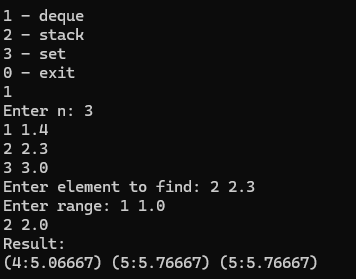 1 – deque
2 – stack
3 – set
0 – exit
1
Enter n: 3
1 1.4
2 2.3
3 3.0
Enter element to find: 2 2.3
Enter range: 1 1.0
2 2.0
Result:
(4:5.06667) (5:5.76667) (5:5.76667)